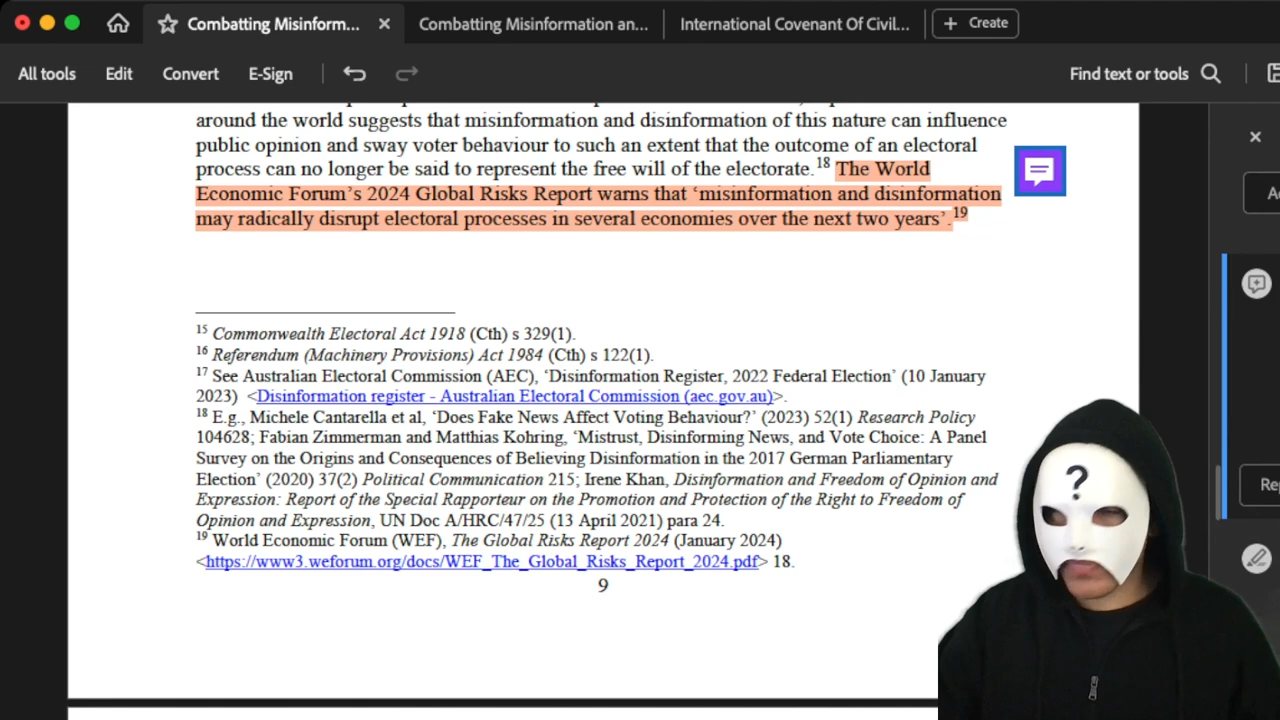 Combatting Misinform...
Combatting Misinformation an...
International Covenant Of Civil...
Create
All tools
Edit
Convert
E-Sign
Find text or tools
around the world suggests that misinformation and disinformation of this nature can influence
public opinion and sway voter behaviour to such an extent that the outcome of an electoral
process can no longer be said to represent the free will of the electorate.18 The World
Economic Forum’s 2024 Global Risks Report warns that ‘misinformation and disinformation
may radically disrupt electoral processes in several economies over the next two years’.19
15 Commonwealth Electoral Act 1918 (Cth) s 329(1).
16 Referendum (Machinery Provisions) Act 1984 (Cth) s 122(1).
17 See Australian Electoral Commission (AEC), ‘Disinformation Register, 2022 Federal Election’ (10 January
2023) <Disinformation register - Australian Electoral Commission (aec.gov.au)>.
18 E.g., Michele Cantarella et al, ‘Does Fake News Affect Voting Behaviour?’ (2023) 52(1) Research Policy
104628; Fabian Zimmerman and Matthias Kohring, ‘Mistrust, Disinforming News, and Vote Choice: A Panel
Survey on the Origins and Consequences of Believing Disinformation in the 2017 German Parliamentary
Election’ (2020) 37(2) Political Communication 215; Irene Khan, Disinformation and Freedom of Opinion and
Expression: Report of the Special Rapporteur on the Promotion and Protection of the Right to Freedom of
Opinion and Expression, UN Doc A/HRC/47/25 (13 April 2021) para 24.
19 World Economic Forum (WEF), The Global Risks Report 2024 (January 2024)
<https://www3.weforum.org/docs/WEF_The_Global_Risks_Report_2024.pdf> 18.
9
?